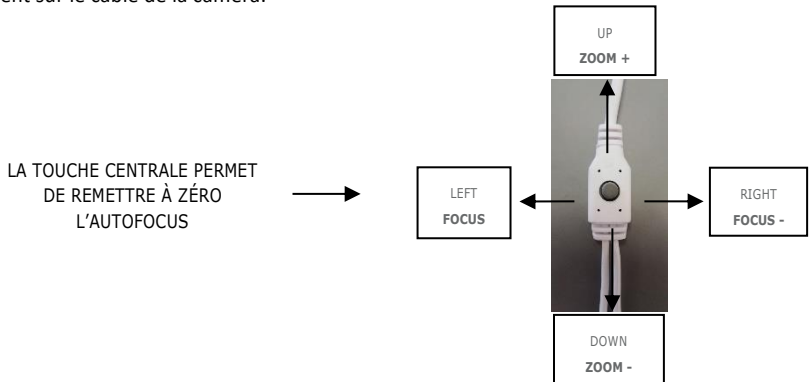 UP
ZOOM +
LA TOUCHE CENTRALE PERMET
DE REMETTRE À ZÉRO
L'AUTOFOCUS
LEFT
FOCUS
RIGHT
FOCUS -
DOWN
ZOOM -